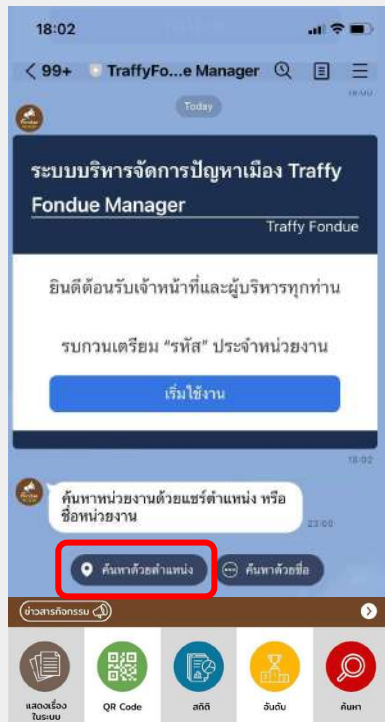 18:02
99+ TraffyFo...e Manager
18:00
Today
ระบบบริหารจัดการปัญหาเมือง Traffy
Fondue Manager
Traffy Fondue
ยินดีต้อนรับเจ้าหน้าที่และผู้บริหารทุกท่าน
รบกวนเตรียม “รหัส” ประจำหน่วยงาน
เริ่มใช้งาน
18:02
ค้นหาหน่วยงานด้วยแชร์ตำแหน่ง หรือ
ชื่อหน่วยงาน
23:00
ค้นหาด้วยตำแหน่ง
ค้นหาด้วยชื่อ
ข่าวสารกิจกรรม
แสดงเรื่อง
ในระบบ
QR Code
สถิติ
อันดับ
ค้นหา